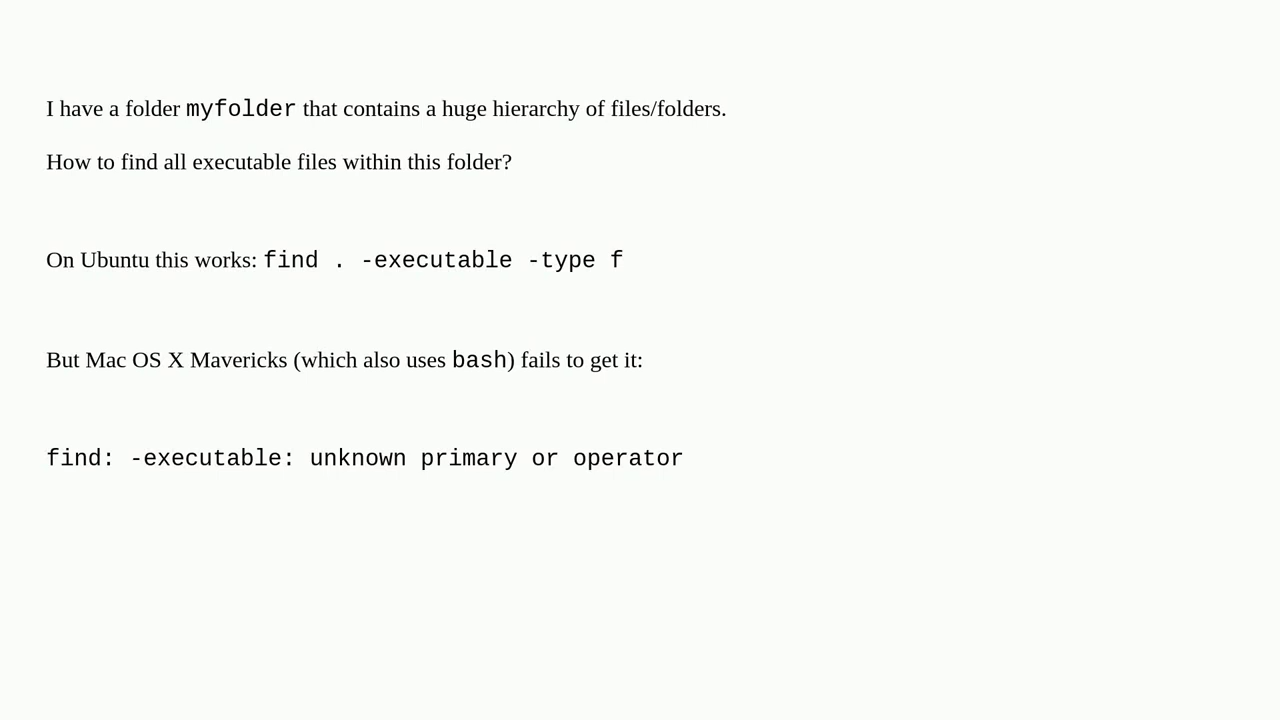 I have a folder myfolder that contains a huge hierarchy of files/folders.
How to find all executable files within this folder?
On Ubuntu this works: find . -executable -type f
But Mac OS X Mavericks (which also uses bash) fails to get it:
find: -executable: unknown primary or operator